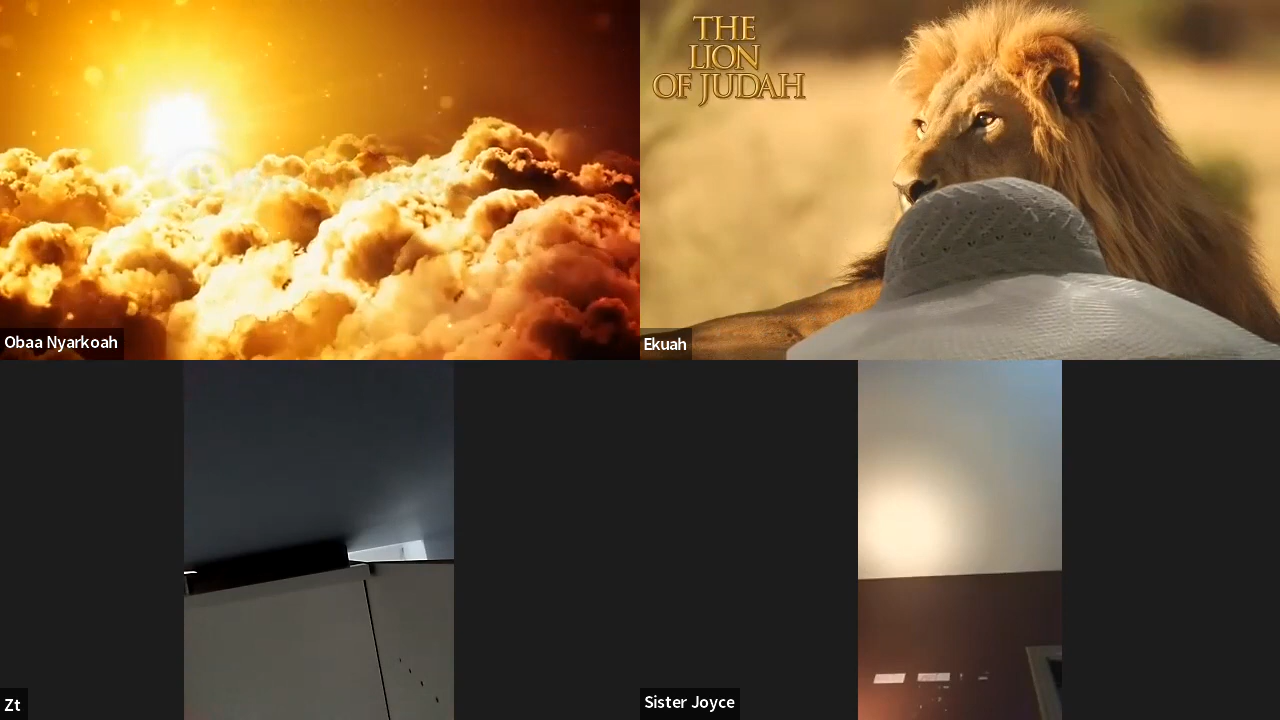 THE
LION
OF JUDAH
Obaa Nyarkoah
Ekuah
Zt
Sister Joyce